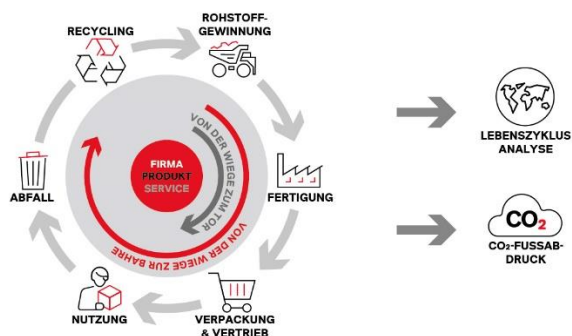 RECYCLING
ROHSTOFF-
GEWINNUNG
FERTIGUNG
VERPACKUNG
& VERTRIEB
NUTZUNG
ABFALL
FIRMA
PRODUKT
SERVICE
VON DER WIEGE ZUM TOR
VON DER WIEGE ZUR BAHRE
LEBENSZYKLUS
ANALYSE
CO₂
CO₂-FUSSAB-
DRUCK